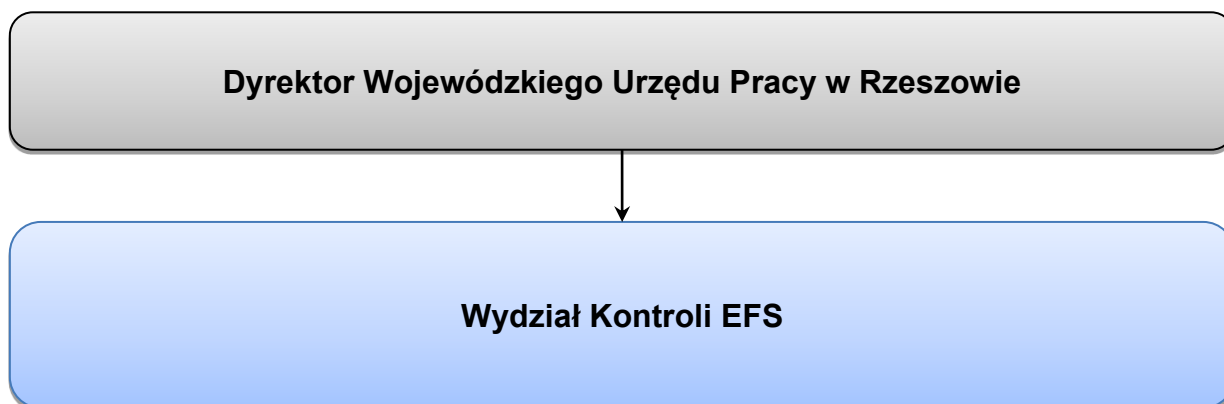 Dyrektor Wojewódzkiego Urzędu Pracy w Rzeszowie
Wydział Kontroli EFS